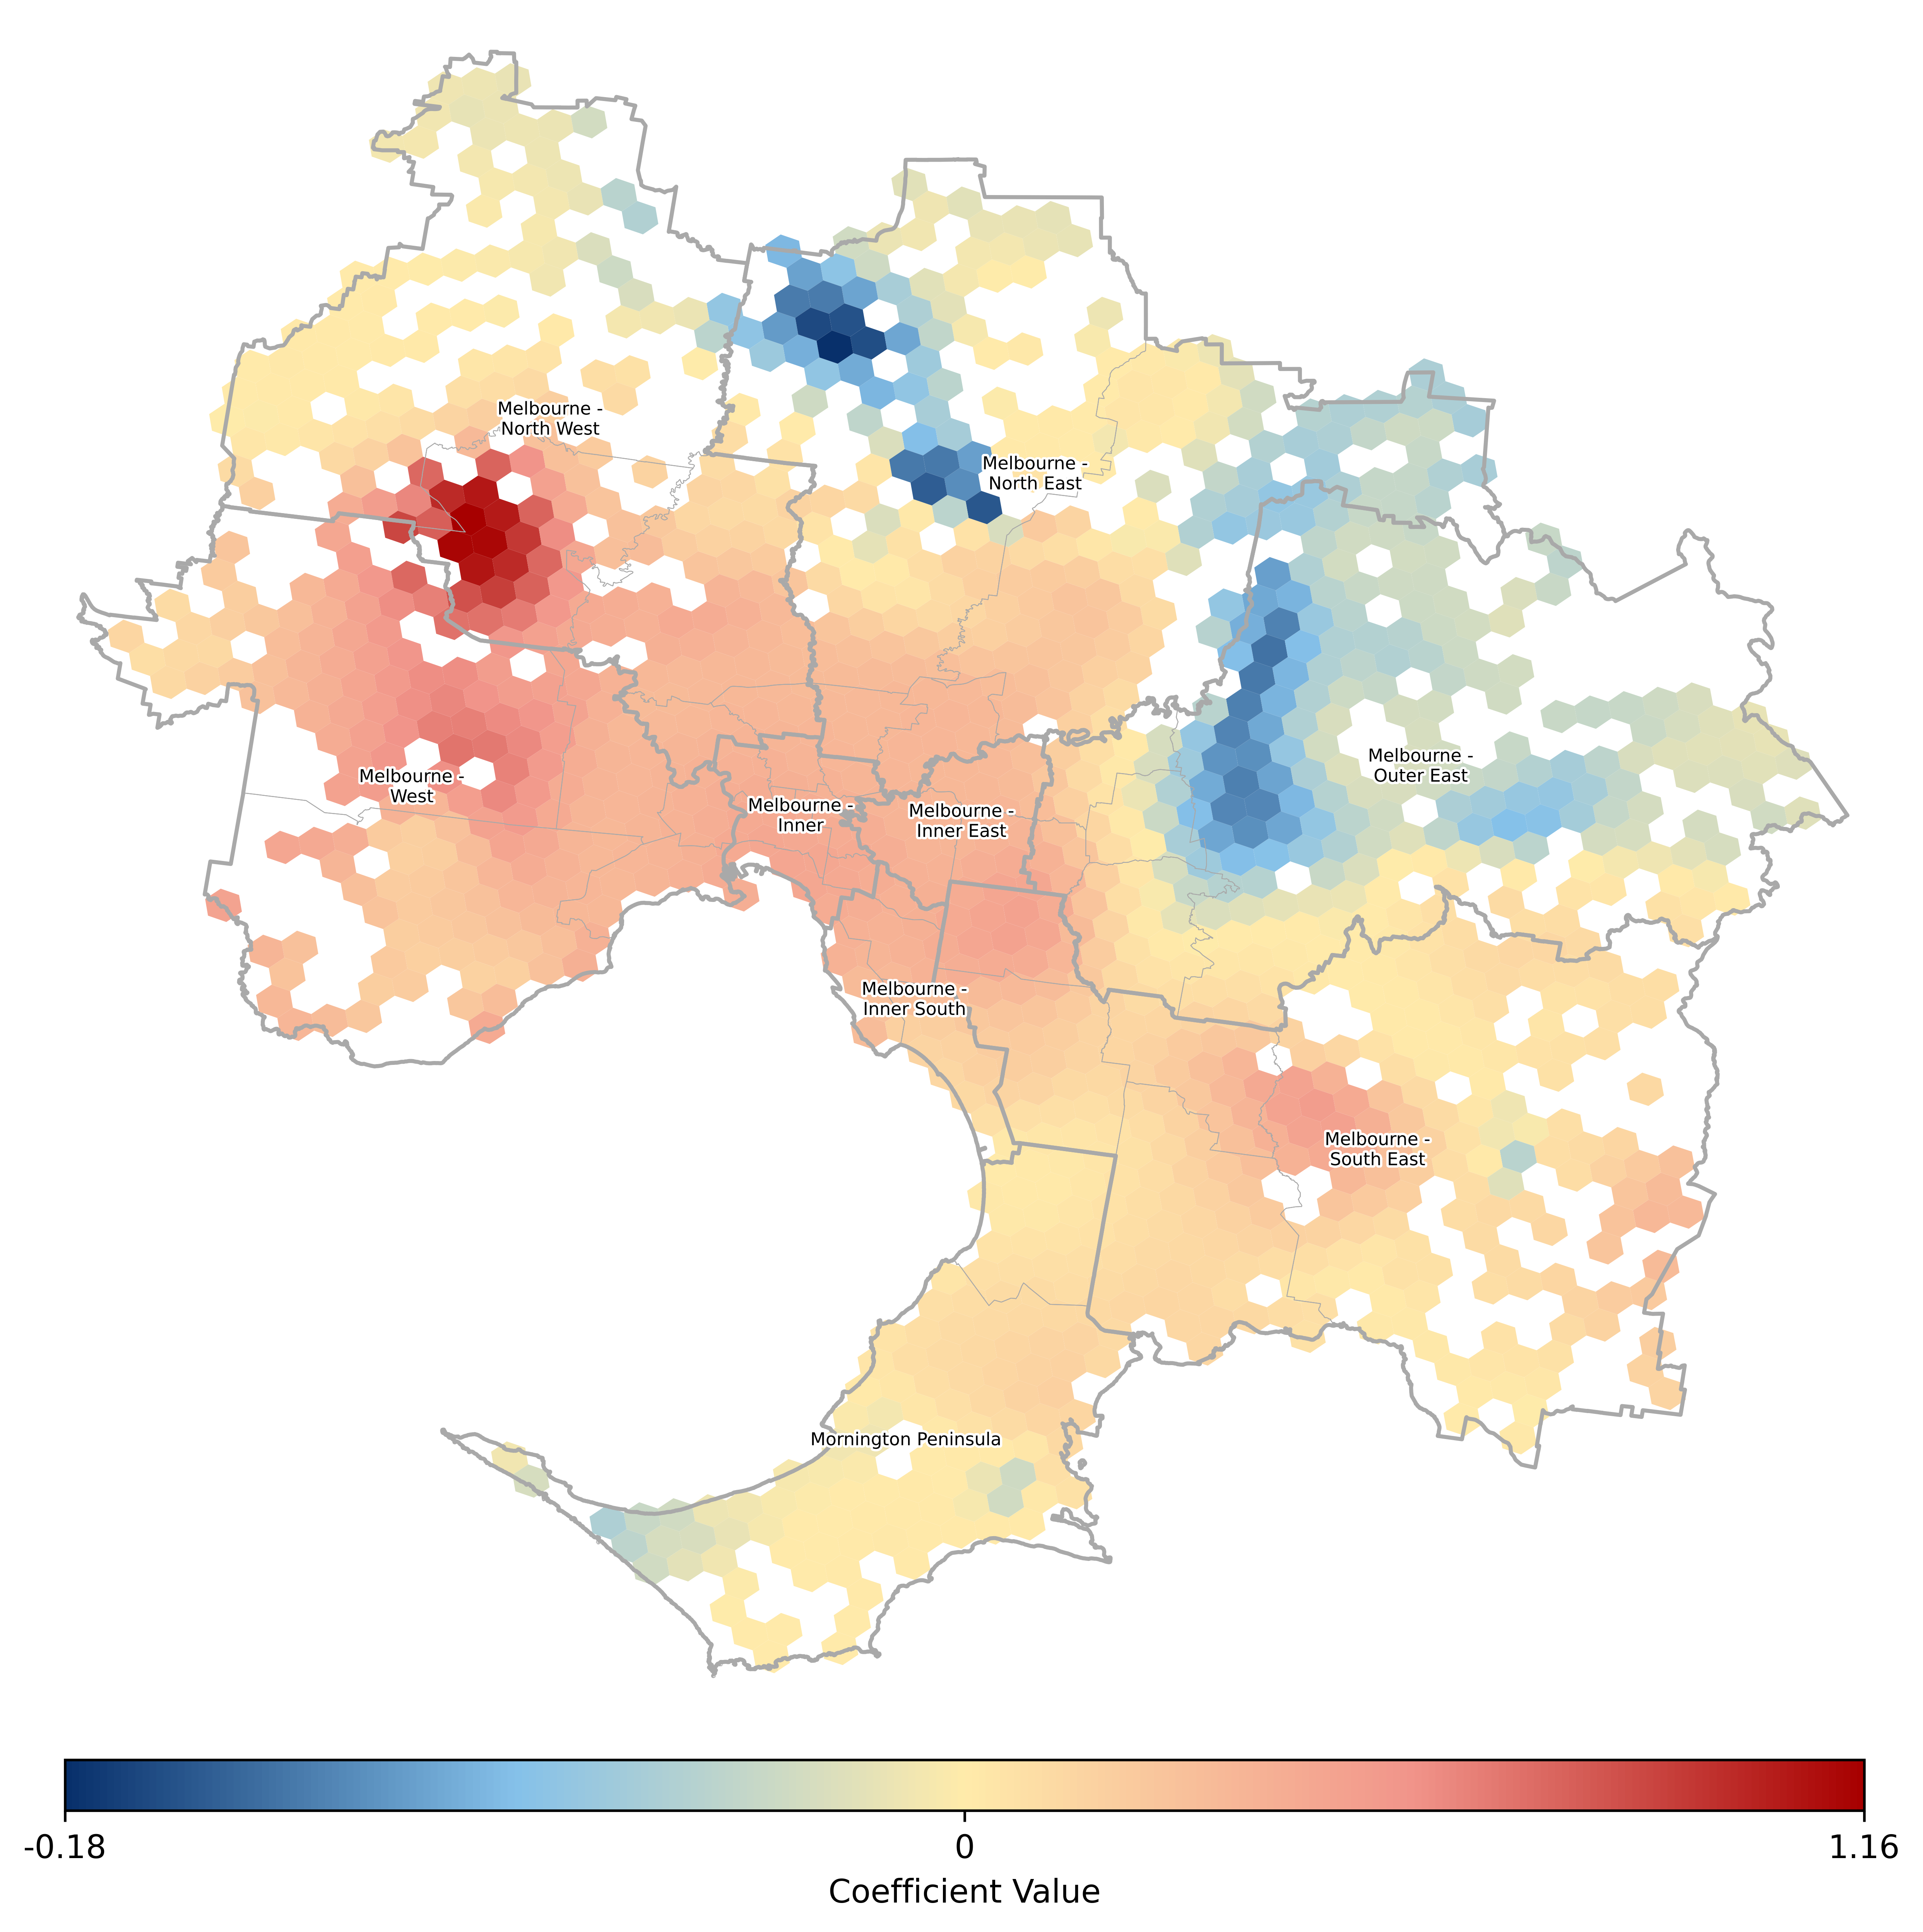 Melbourne -
North West
Melbourne -
North East
Melbourne -
Outer East
Melbourne -
West
Melbourne -
Inner
Melbourne -
Inner East
Melbourne -
Inner South
Melbourne -
South East
Mornington Peninsula
-0.18
0
1.16
Coefficient Value